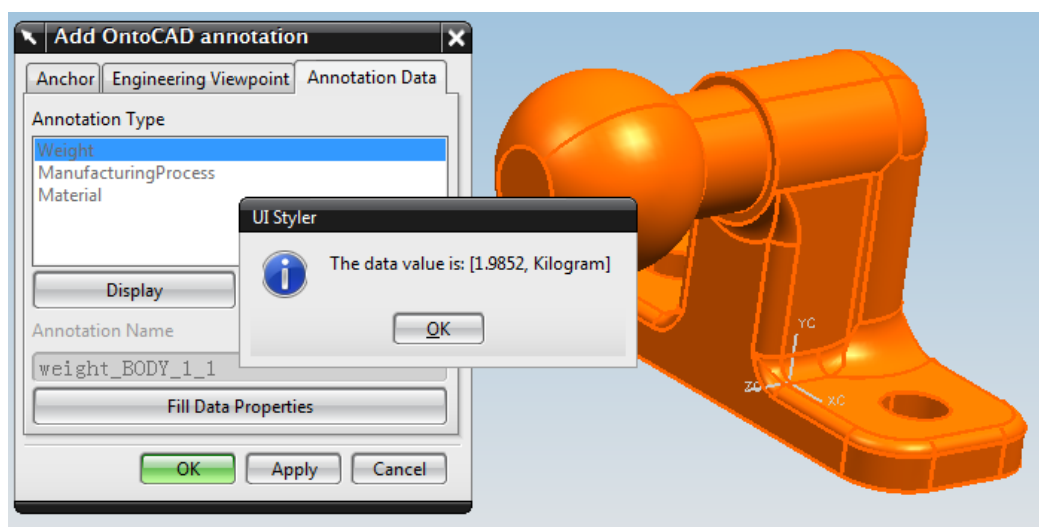 Add OntoCAD annotation
Anchor Engineering Viewpoint Annotation Data
Annotation Type
Weight
ManufacturingProcess
Material
UI Styler
The data value is: [1.9852, Kilogram]
OK
Display
Annotation Name
weight_BODY_1_1
Fill Data Properties
OK Apply Cancel
YC
ZC
XC